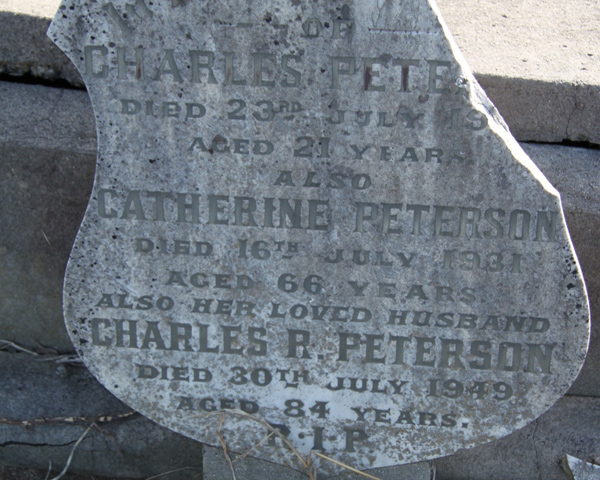 OF
CHARLES PETE
DIED 23RD JULY 19
AGED 21 YEARS
ALSO
CATHERINE PETERSON
DIED 16TH JULY 1931
AGED 66 YEARS
ALSO HER LOVED HUSBAND
CHARLES R. PETERSON
DIED 30TH JULY 1949
AGED 84 YEARS.
R.I.P.